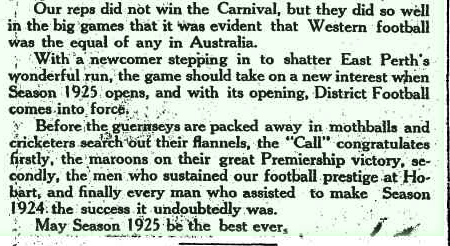 Our reps did not win the Carnival, but they did so well
in the big games that it was evident that Western football
was the equal of any in Australia.
With a newcomer stepping in to shatter East Perth's
wonderful run, the game should take on a new interest when
Season 1925 opens, and with its opening, District Football
comes into force.
Before the guernseys are packed away in mothballs and
cricketers search out their flannels, the "Call" congratulates
firstly, the maroons on their great Premiership victory, se-
condly, the men who sustained our football prestige at Ho-
bart, and finally every man who assisted to make Season
1924 the success it undoubtedly was.
May Season 1925 be the best ever.